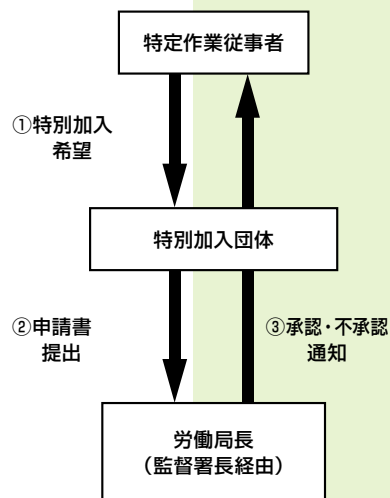 特定作業従事者
①特別加入
希望
特別加入団体
②申請書
提出
③承認・不承認
通知
労働局長
（監督署長経由）